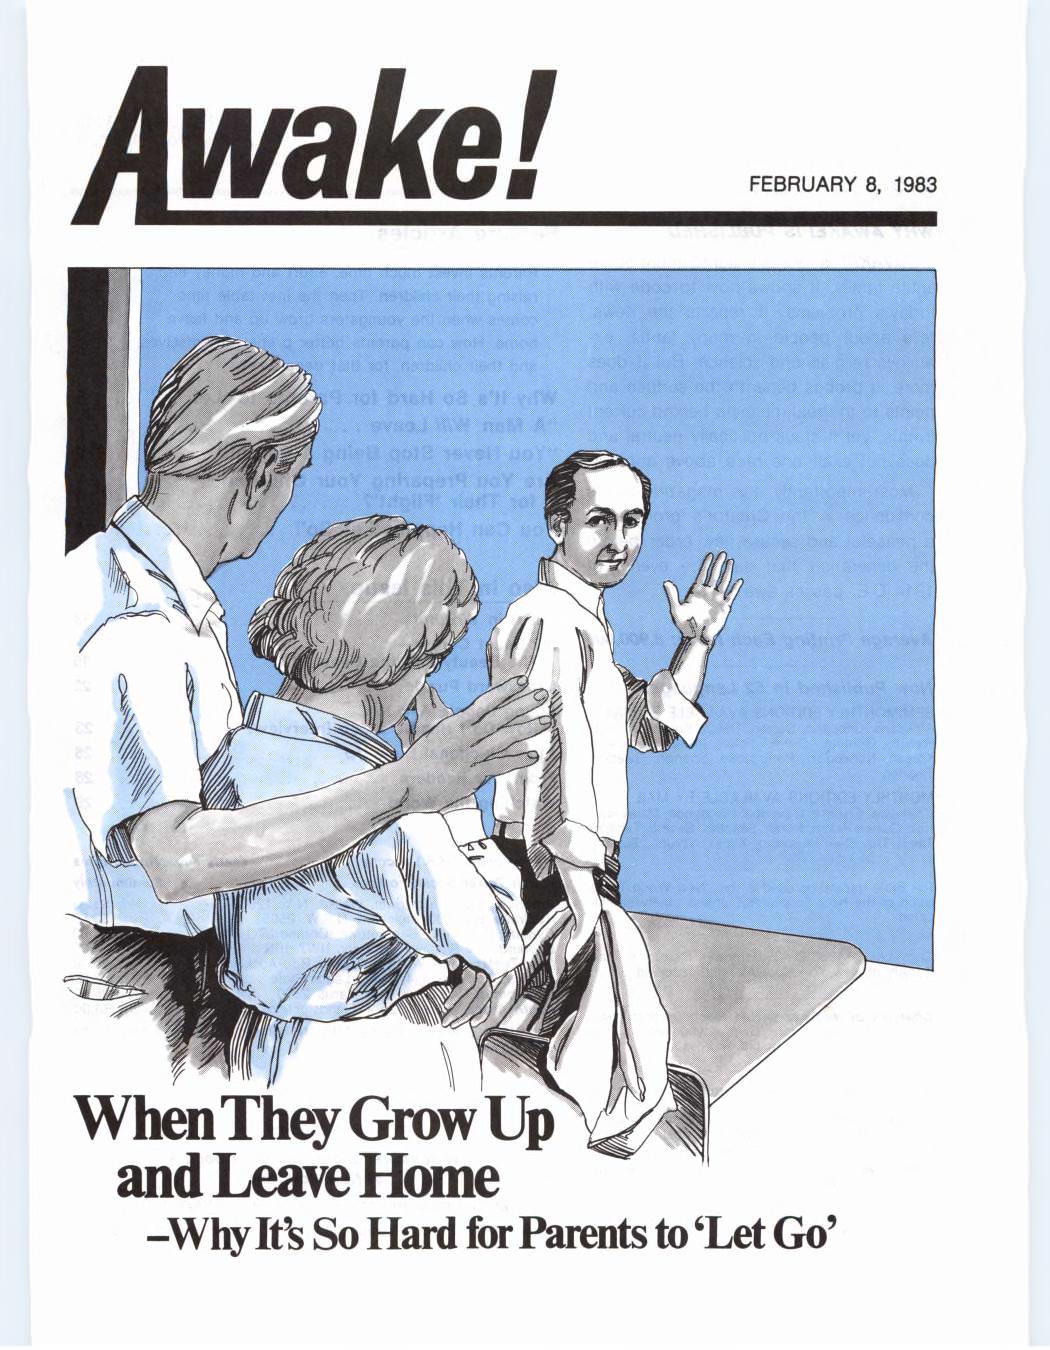 Awake!
FEBRUARY 8, 1983
When They Grow Up
and Leave Home
–Why It's So Hard for Parents to 'Let Go'